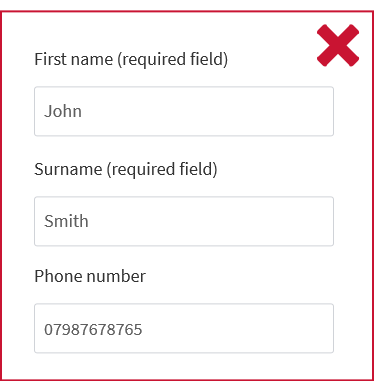 First name (required field)
John
Surname (required field)
Smith
Phone number
07987678765